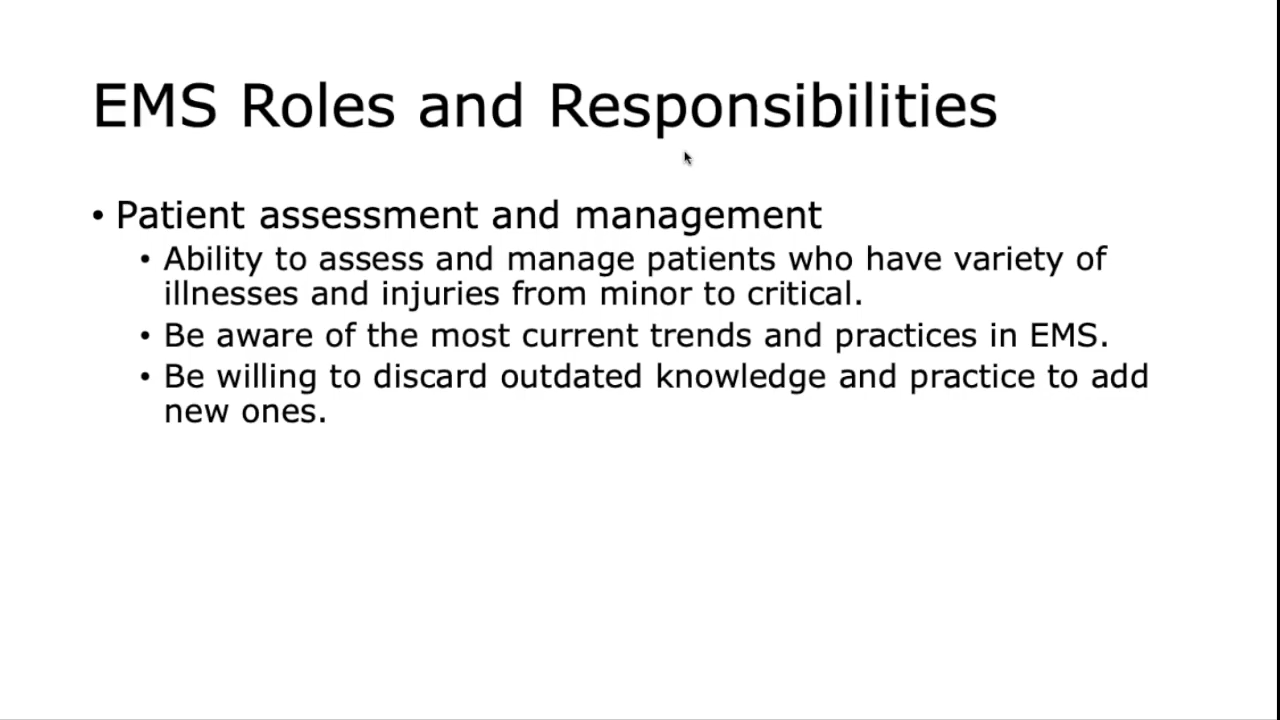 EMS Roles and Responsibilities
• Patient assessment and management
• Ability to assess and manage patients who have variety of
illnesses and injuries from minor to critical.
• Be aware of the most current trends and practices in EMS.
• Be willing to discard outdated knowledge and practice to add
new ones.